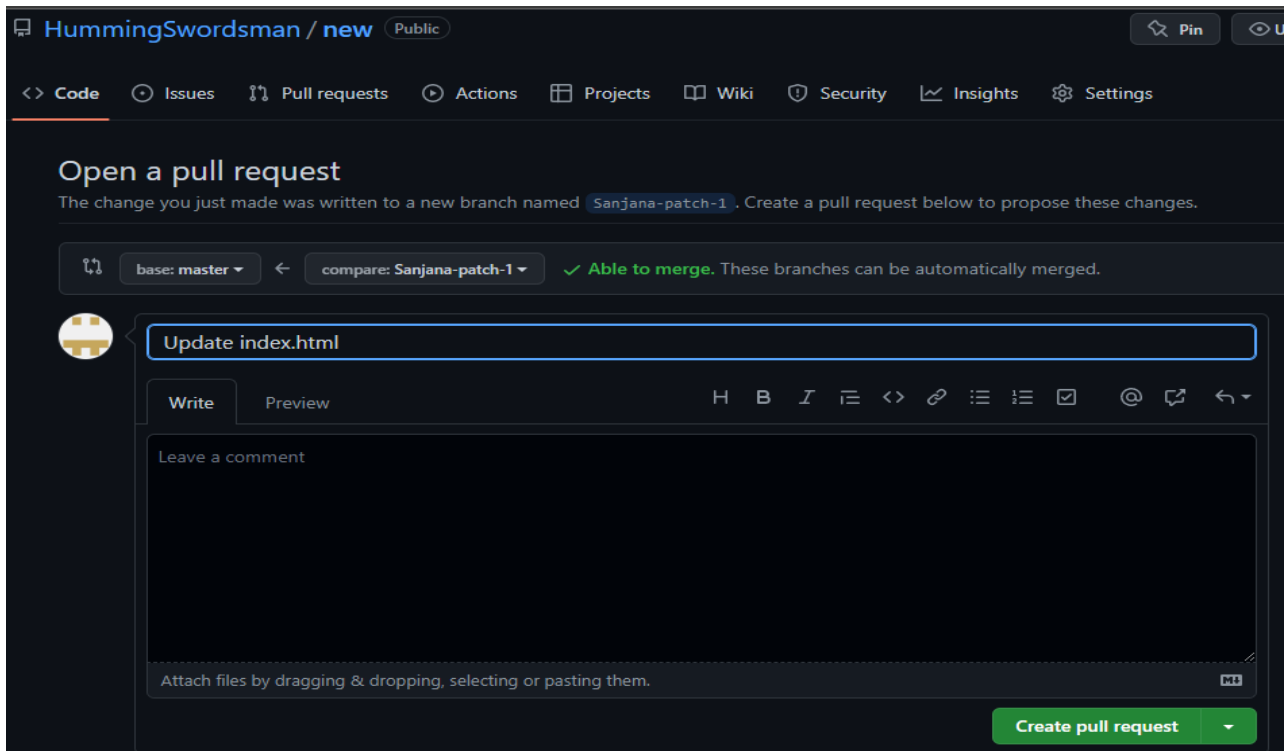 HummingSwordsman / new Public Pin U
<> Code Issues Pull requests Actions Projects Wiki Security Insights Settings
Open a pull request
The change you just made was written to a new branch named Sanjana-patch-1. Create a pull request below to propose these changes.
base: master ← compare: Sanjana-patch-1 ✓ Able to merge. These branches can be automatically merged.
Update index.html
Write Preview H B I <> @
Leave a comment
Attach files by dragging & dropping, selecting or pasting them.
Create pull request